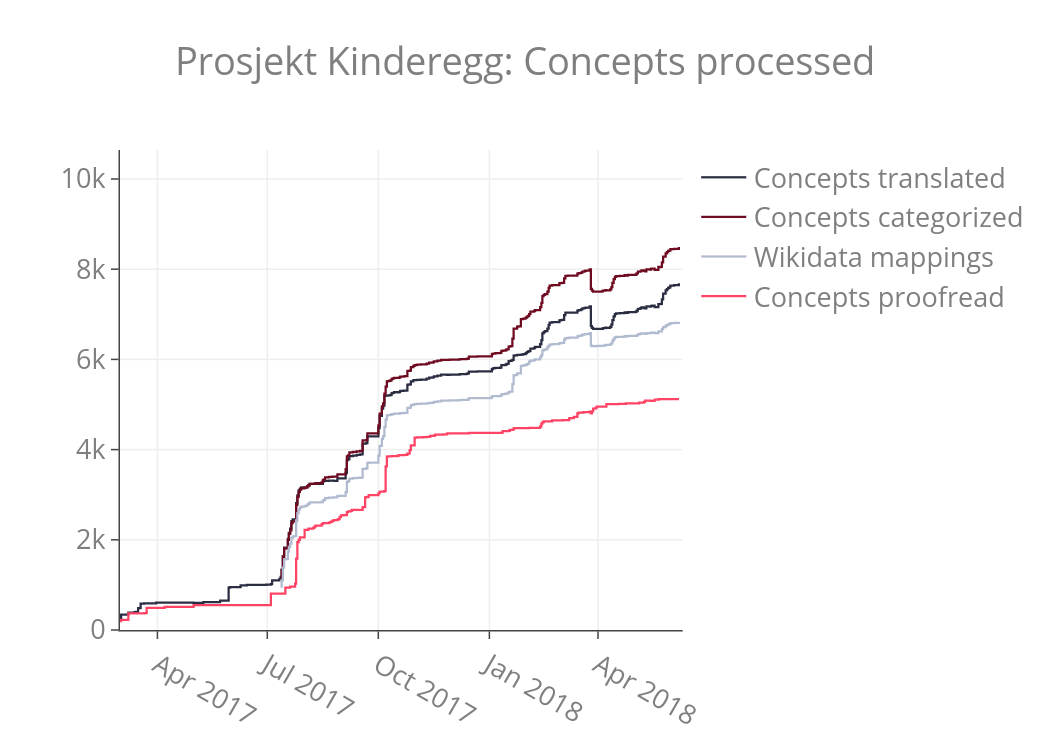 Prosjekt Kinderegg: Concepts processed
10k
8k
6k
4k
2k
0
Apr 2017
Jul 2017
Oct 2017
Jan 2018
Apr 2018
Concepts translated
Concepts categorized
Wikidata mappings
Concepts proofread